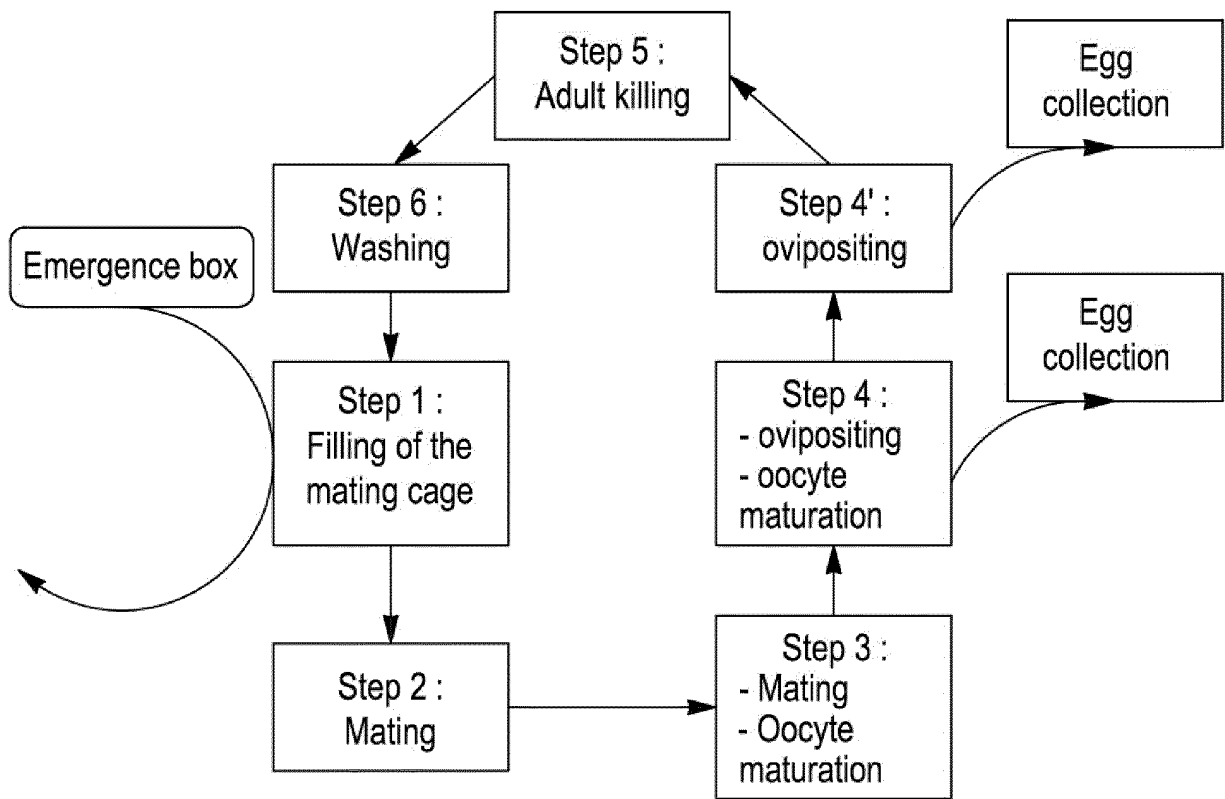 Step 5 :
Adult killing
Egg
collection
Step 6 :
Washing
Step 4' :
ovipositing
Emergence box
Egg
collection
Step 1 :
Filling of the
mating cage
Step 4 :
- ovipositing
- oocyte
maturation
Step 2 :
Mating
Step 3 :
- Mating
- Oocyte
maturation